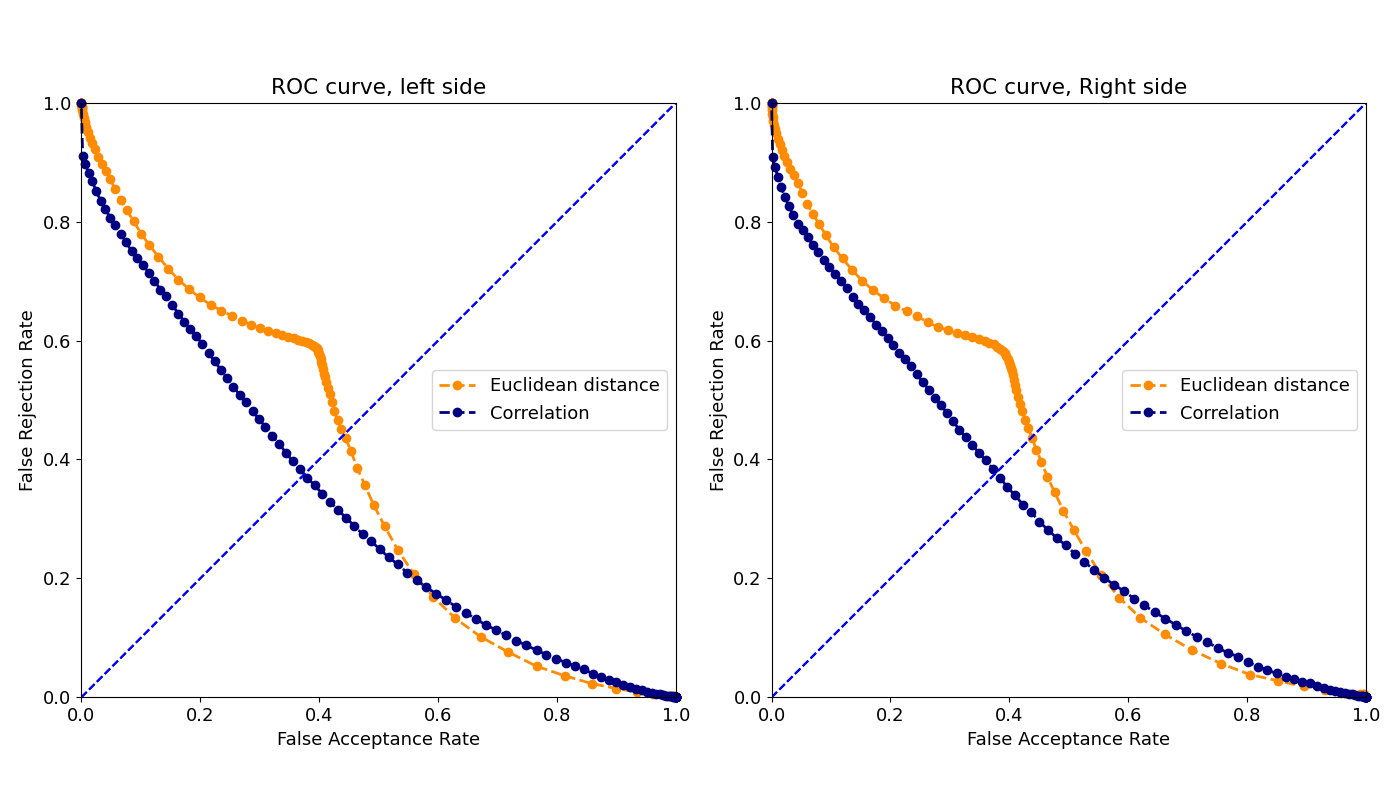 ROC curve, left side
1.0
0.8
0.6
0.4
0.2
0.0
False Rejection Rate
Euclidean distance
Correlation
0.0 0.2 0.4 0.6 0.8 1.0
False Acceptance Rate
ROC curve, Right side
1.0
0.8
0.6
0.4
0.2
0.0
False Rejection Rate
Euclidean distance
Correlation
0.0 0.2 0.4 0.6 0.8 1.0
False Acceptance Rate